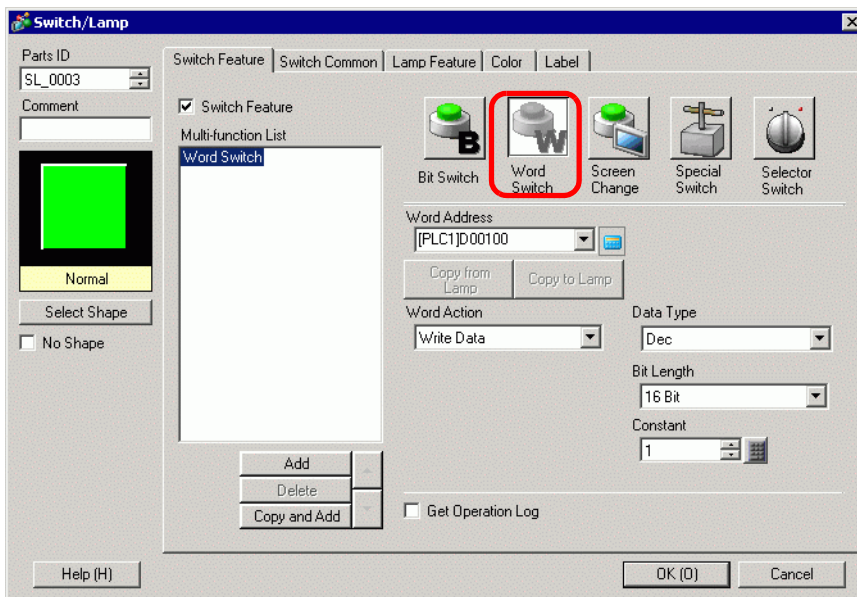 Switch/Lamp
Parts ID
SL_0003
Comment
Normal
Select Shape
No Shape
Switch Feature
Switch Common
Lamp Feature
Color
Label
Switch Feature
Multi-function List
Word Switch
Add
Delete
Copy and Add
B
Bit Switch
W
Word
Switch
Screen
Change
Special
Switch
Selector
Switch
Word Address
[PLC1]D00100
Copy from
Lamp
Copy to Lamp
Word Action
Write Data
Data Type
Dec
Bit Length
16 Bit
Constant
1
Get Operation Log
Help (H)
OK (O)
Cancel